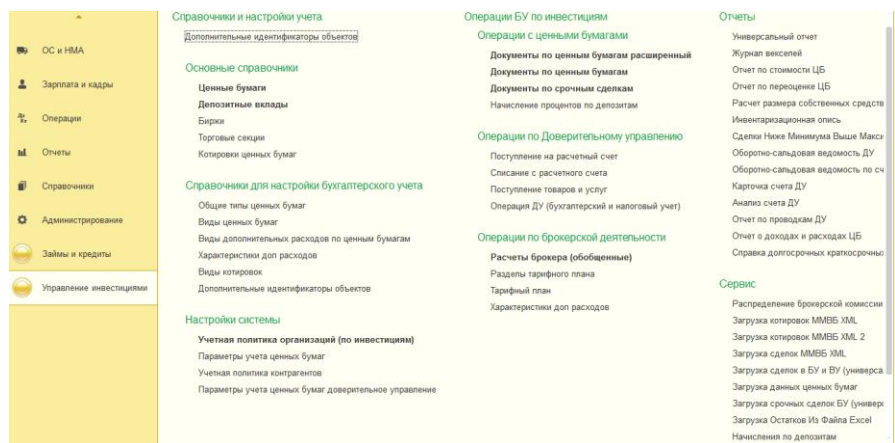 ОС и НМА
Зарплата и кадры
Операции
Отчеты
Справочники
Администрирование
Займы и кредиты
Управление инвестициями
Справочники и настройки учета
Дополнительные идентификаторы объектов
Основные справочники
Ценные бумаги
Депозитные вклады
Биржи
Торговые секции
Котировки ценных бумаг
Справочники для настройки бухгалтерского учета
Общие типы ценных бумаг
Виды ценных бумаг
Виды дополнительных расходов по ценным бумагам
Характеристики доп расходов
Виды котировок
Дополнительные идентификаторы объектов
Настройки системы
Учетная политика организаций (по инвестициям)
Параметры учета ценных бумаг
Учетная политика контрагентов
Параметры учета ценных бумаг доверительное управление
Операции БУ по инвестициям
Операции с ценными бумагами
Документы по ценным бумагам расширенный
Документы по ценным бумагам
Документы по срочным сделкам
Начисление процентов по депозитам
Операции по Доверительному управлению
Поступление на расчетный счет
Списание с расчетного счета
Поступление товаров и услуг
Операция ДУ (бухгалтерский и налоговый учет)
Операции по брокерской деятельности
Расчеты брокера (обобщенные)
Разделы тарифного плана
Тарифный план
Характеристики доп расходов
Отчеты
Универсальный отчет
Журнал векселей
Отчет по стоимости ЦБ
Отчет по переоценке ЦБ
Расчет размера собственных средств
Инвентаризационная опись
Сделки Ниже Минимума Выше Макси
Оборотно-сальдовая ведомость ДУ
Оборотно-сальдовая ведомость по сч
Карточка счета ДУ
Анализ счета ДУ
Отчет по проводкам ДУ
Отчет о доходах и расходах ЦБ
Справка долгосрочных краткосрочны
Сервис
Распределение брокерской комиссии
Загрузка котировок ММВБ XML
Загрузка котировок ММВБ XML 2
Загрузка сделок ММВБ XML
Загрузка сделок в БУ и ВУ (универса
Загрузка данных ценных бумаг
Загрузка срочных сделок БУ (универс
Загрузка Остатков Из Файла Excel
Начисления по депозитам